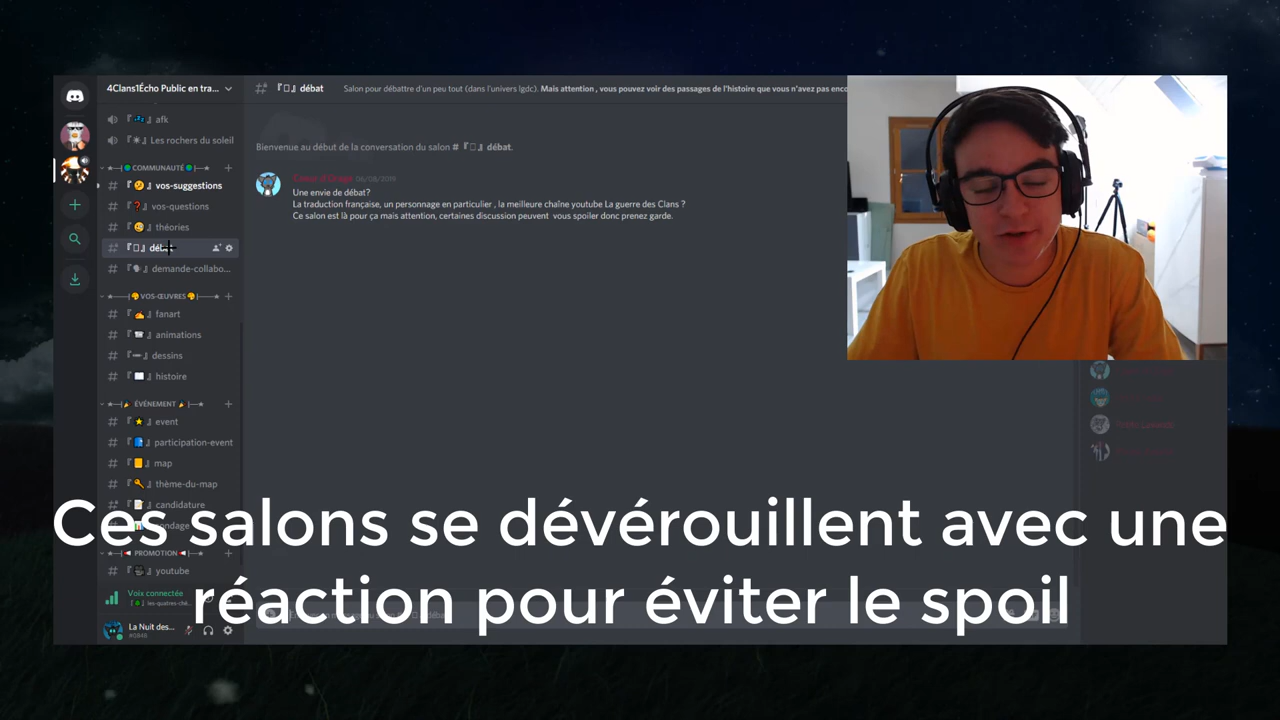 4Clans1Écho Public en tra...
afk
Les rochers du soleil
COMMUNAUTÉ
vos-suggestions
vos-questions
théories
débat
demande-collabo...
VOS-ŒUVRES
fanart
animations
dessins
histoire
ÉVÉNEMENT
event
participation-event
map
thème-du-map
candidature
PROMOTION
youtube
Voix connectée
La Nuit des...
#0846
débat
Salon pour débattre d'un peu tout (dans l'univers lgdc). Mais attention , vous pouvez voir des passages de l'histoire que vous n'avez pas enco
Bienvenue au début de la conversation du salon # 『 』 débat.
06/08/2019
Une envie de débat?
La traduction française, un personnage en particulier , la meilleure chaîne youtube La guerre des Clans ?
Ce salon est là pour ça mais attention, certaines discussion peuvent vous spoiler donc prenez garde.
Ces salons se dévérouillent avec une
réaction pour éviter le spoil